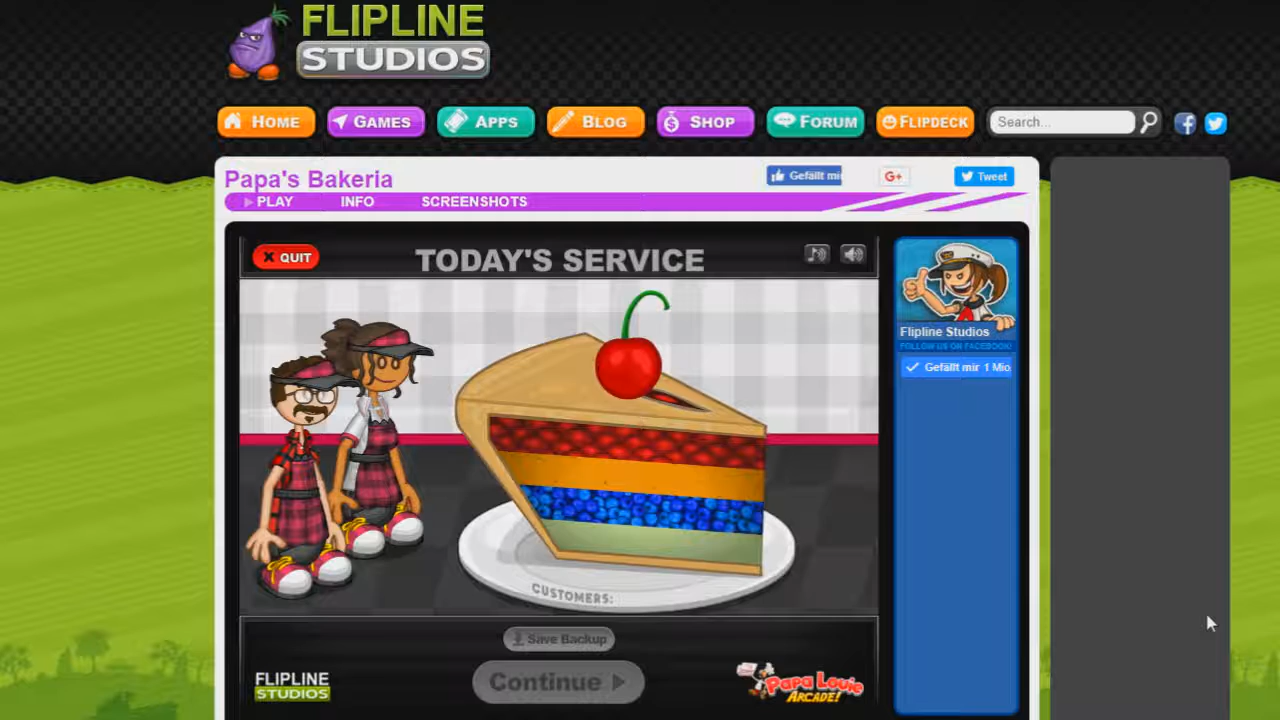 FLIPLINE
STUDIOS
HOME
GAMES
APPS
BLOG
SHOP
FORUM
FLIPDECK
Search...
Papa's Bakeria
Gefällt mi
G+
Tweet
PLAY
INFO
SCREENSHOTS
QUIT
TODAY'S SERVICE
Flipline Studios
FOLLOW US ON FACEBOOK!
Gefällt mir 1 Mio
CUSTOMERS:
Save Backup
Continue
FLIPLINE
STUDIOS
Papa Louie
ARCADE!